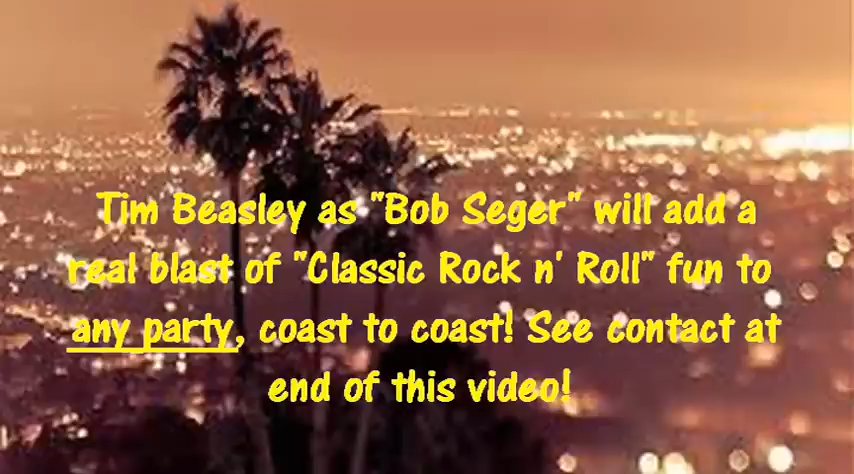 Tim Beasley as "Bob Seger" will add a
real blast of "Classic Rock n' Roll" fun to
any party, coast to coast! See contact at
end of this video!